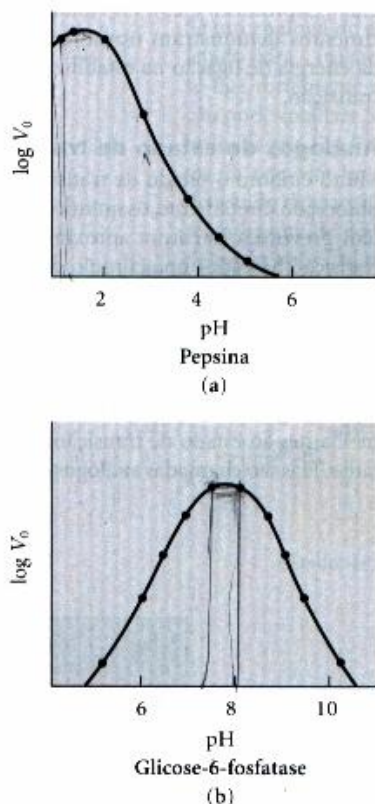 log V₀
2 4 6
pH
Pepsina
(a)
log V₀
6 8 10
pH
Glicose-6-fosfatase
(b)